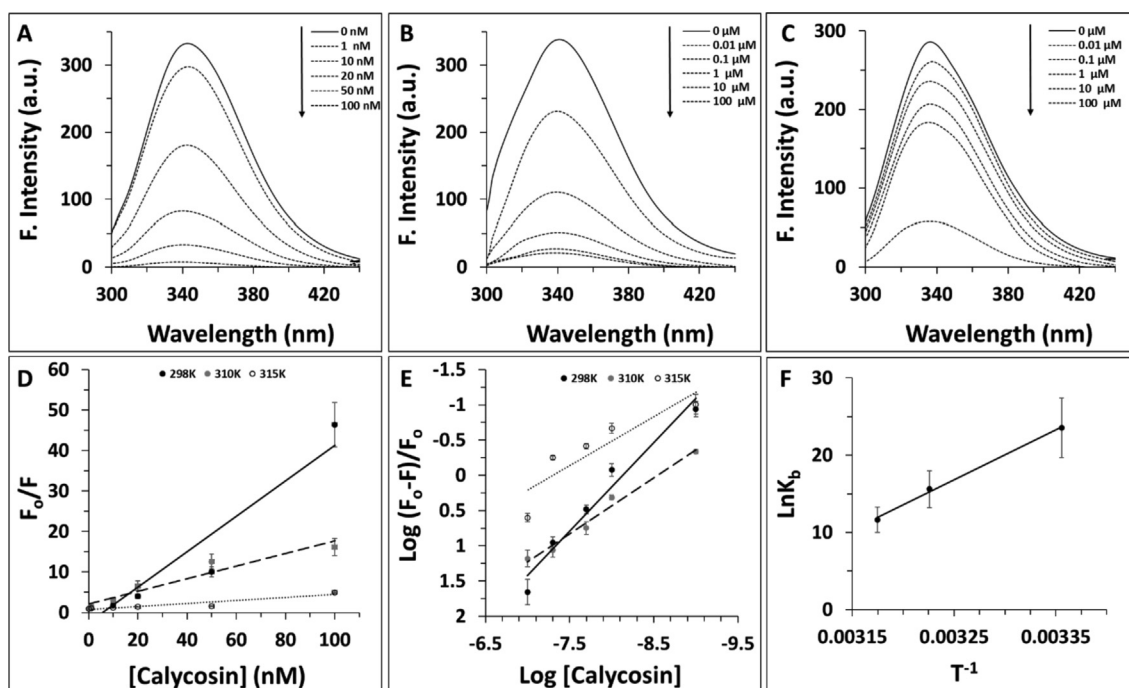 A
0 nM
1 nM
10 nM
20 nM
50 nM
100 nM
300
200
100
0
300 340 380 420
F. Intensity (a.u.)
Wavelength (nm)
B
0 µM
0.01 µM
0.1 µM
1 µM
10 µM
100 µM
300
200
100
0
300 340 380 420
F. Intensity (a.u.)
Wavelength (nm)
C
0 µM
0.01 µM
0.1 µM
1 µM
10 µM
100 µM
300
200
100
0
300 340 380 420
F. Intensity (a.u.)
Wavelength (nm)
D
298K 310K 315K
60
50
40
30
20
10
0
0 20 40 60 80 100
Fo/F
[Calycosin] (nM)
E
298K 310K 315K
-1.5
-1
-0.5
0
0.5
1
1.5
2
-6.5 -7.5 -8.5 -9.5
Log (Fo-F)/Fo
Log [Calycosin]
F
30
20
10
0
0.00315 0.00325 0.00335
LnKb
T-1